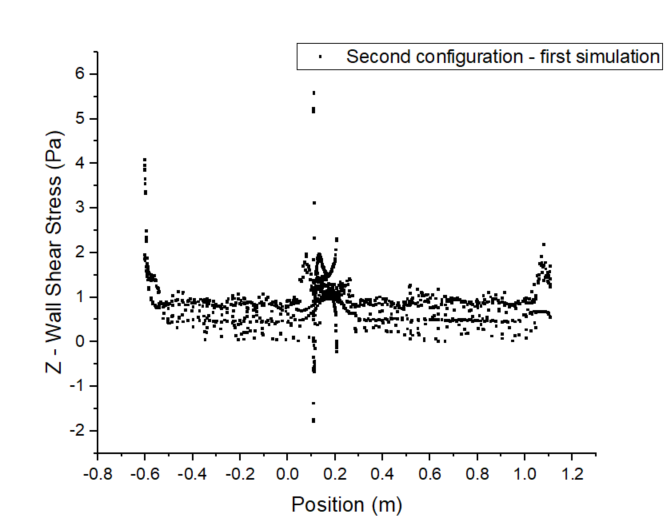 Second configuration - first simulation
6
5
4
3
2
1
0
-1
-2
Z - Wall Shear Stress (Pa)
-0.8 -0.6 -0.4 -0.2 0.0 0.2 0.4 0.6 0.8 1.0 1.2
Position (m)